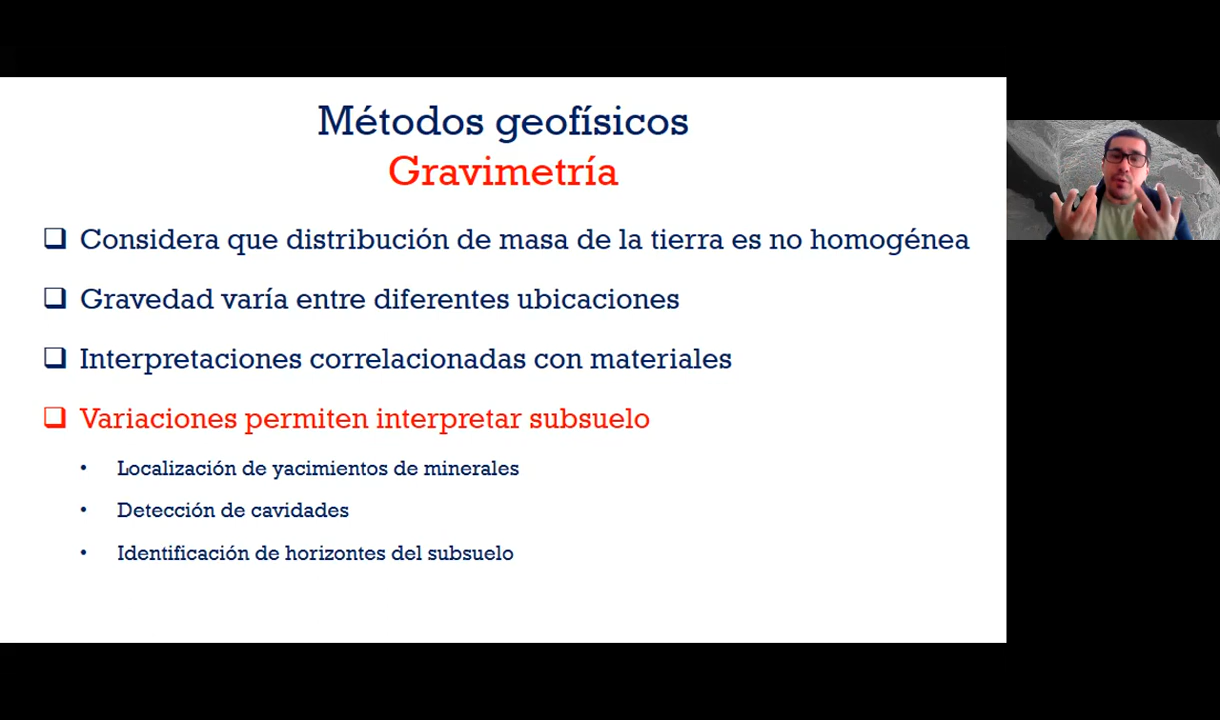 Métodos geofísicos
Gravimetría
Considera que distribución de masa de la tierra es no homogénea
Gravedad varía entre diferentes ubicaciones
Interpretaciones correlacionadas con materiales
Variaciones permiten interpretar subsuelo
Localización de yacimientos de minerales
Detección de cavidades
Identificación de horizontes del subsuelo